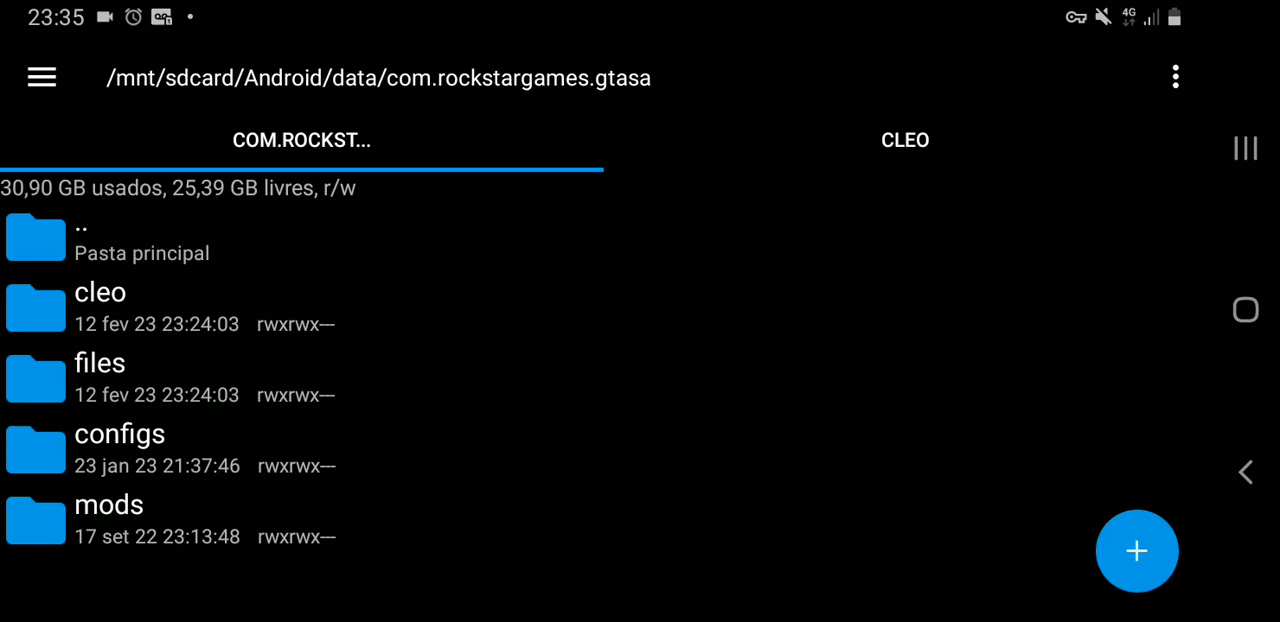 23:35
4G
/mnt/sdcard/Android/data/com.rockstargames.gtasa
COM.ROCKST... CLEO
30,90 GB usados, 25,39 GB livres, r/w
..
Pasta principal
cleo
12 fev 23 23:24:03 rwxrwx---
files
12 fev 23 23:24:03 rwxrwx---
configs
23 jan 23 21:37:46 rwxrwx---
mods
17 set 22 23:13:48 rwxrwx---